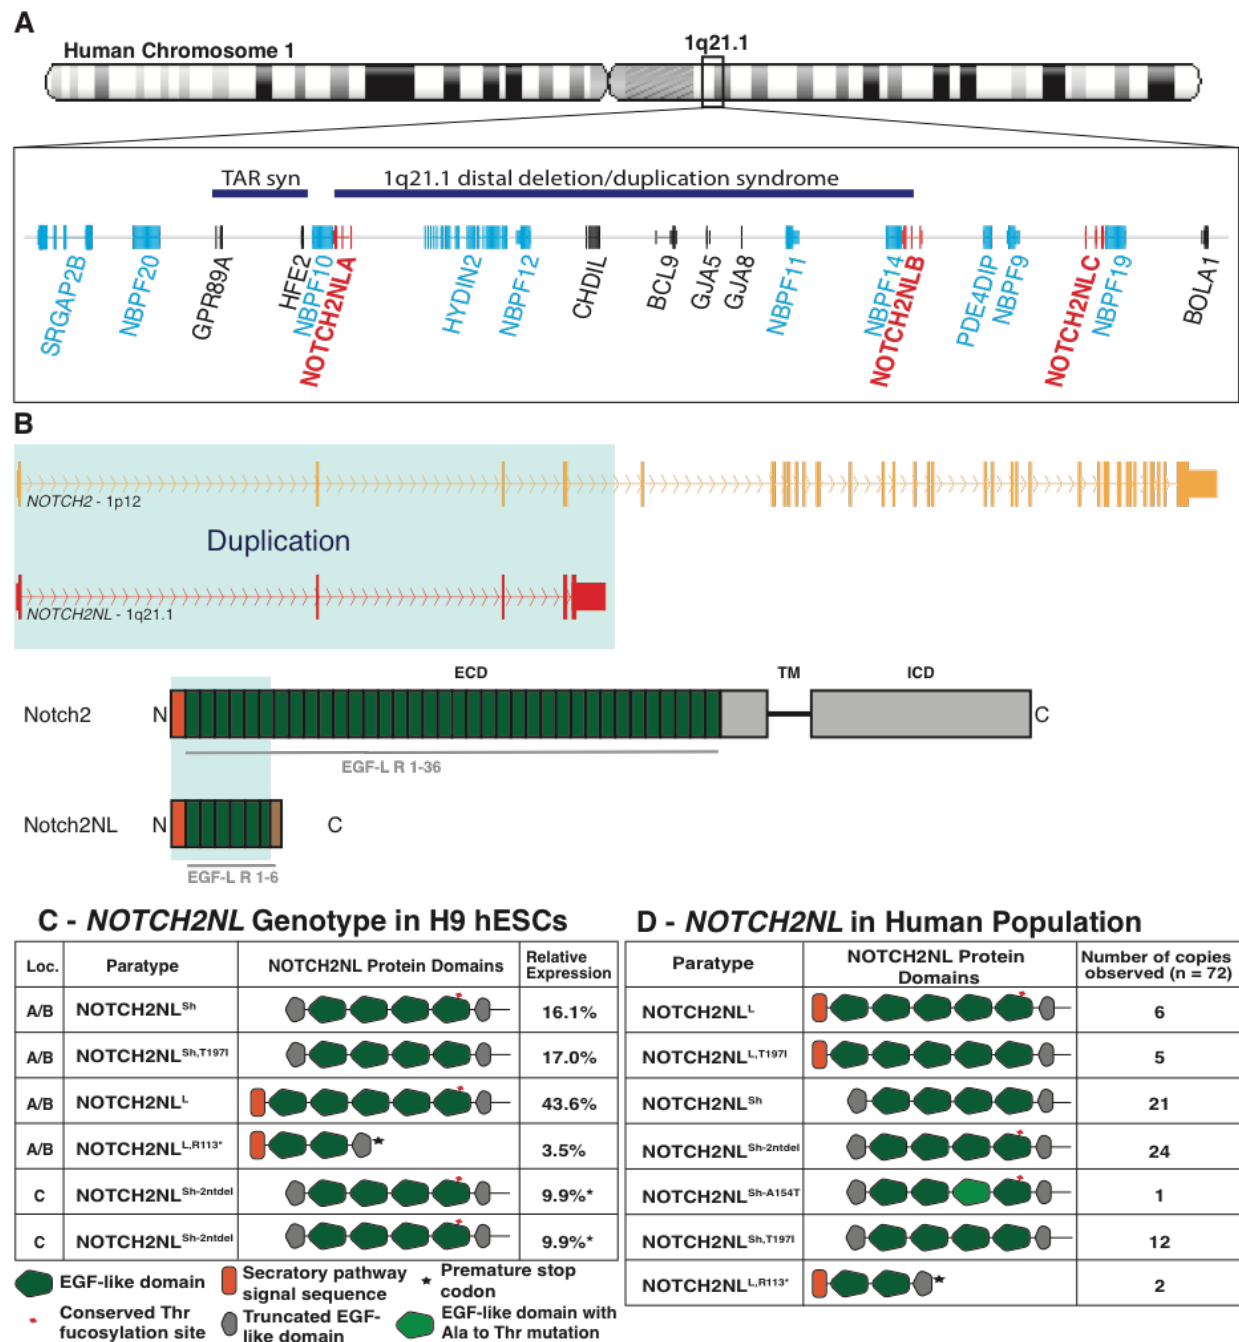 A
Human Chromosome 1
1q21.1
TAR syn
1q21.1 distal deletion/duplication syndrome
SRGAP2B
NBPF20
GPR89A
HFE2
NBPF10
NOTCH2NLA
HYDIN2
NBPF12
CHDIL
BCL9
GJA5
GJA8
NBPF11
NBPF14
NOTCH2NLB
PDE4DIP
NBPF9
NOTCH2NLC
NBPF19
BOLA1
B
NOTCH2 - 1p12
Duplication
NOTCH2NL - 1q21.1
ECD
TM
ICD
Notch2
N
C
EGF-L R 1-36
Notch2NL
N
C
EGF-L R 1-6
C - NOTCH2NL Genotype in H9 hESCs
Loc.
Paratype
NOTCH2NL Protein Domains
Relative
Expression
A/B
NOTCH2NL^Sh
16.1%
A/B
NOTCH2NL^Sh,T197I
17.0%
A/B
NOTCH2NL^L
43.6%
A/B
NOTCH2NL^L,R113*
3.5%
C
NOTCH2NL^Sh-2ntdel
9.9%*
C
NOTCH2NL^Sh-2ntdel
9.9%*
EGF-like domain
Secratory pathway
signal sequence
Premature stop
codon
Conserved Thr
fucosylation site
Truncated EGF-
like domain
EGF-like domain with
Ala to Thr mutation
D - NOTCH2NL in Human Population
Paratype
NOTCH2NL Protein
Domains
Number of copies
observed (n = 72)
NOTCH2NL^L
6
NOTCH2NL^L,T197I
5
NOTCH2NL^Sh
21
NOTCH2NL^Sh-2ntdel
24
NOTCH2NL^Sh-A154T
1
NOTCH2NL^Sh,T197I
12
NOTCH2NL^L,R113*
2